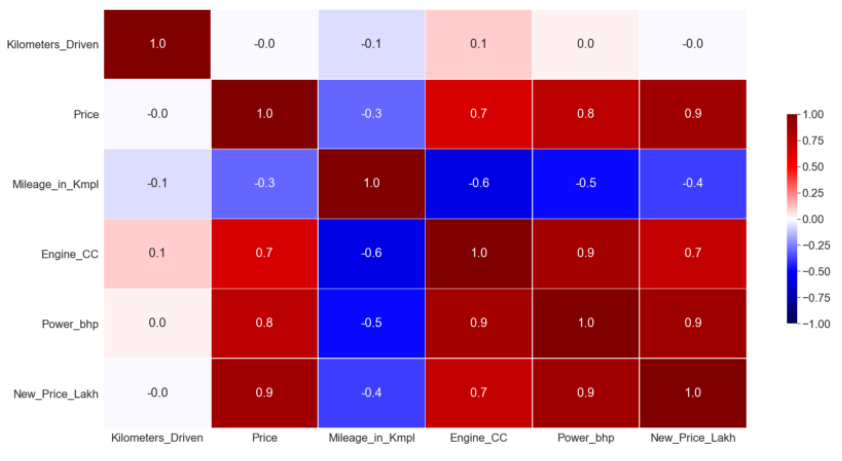 Kilometers_Driven 1.0 -0.0 -0.1 0.1 0.0 -0.0
Price -0.0 1.0 -0.3 0.7 0.8 0.9
Mileage_in_Kmpl -0.1 -0.3 1.0 -0.6 -0.5 -0.4
Engine_CC 0.1 0.7 -0.6 1.0 0.9 0.7
Power_bhp 0.0 0.8 -0.5 0.9 1.0 0.9
New_Price_Lakh -0.0 0.9 -0.4 0.7 0.9 1.0
Kilometers_Driven Price Mileage_in_Kmpl Engine_CC Power_bhp New_Price_Lakh
1.00
0.75
0.50
0.25
0.00
−0.25
−0.50
−0.75
−1.00